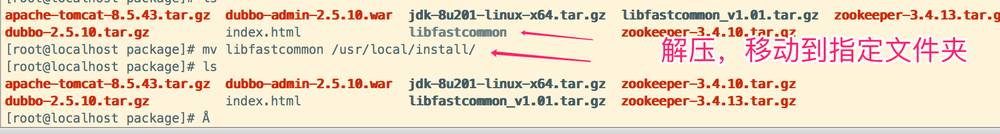 [root@localhost package]# ls
apache-tomcat-8.5.43.tar.gz dubbo-admin-2.5.10.war jdk-8u201-linux-x64.tar.gz libfastcommon_v1.01.tar.gz zookeeper-3.4.13.tar.g
dubbo-2.5.10.tar.gz index.html libfastcommon zookeeper-3.4.10.tar.gz
解压，移动到指定文件夹
[root@localhost package]# mv libfastcommon /usr/local/install/
[root@localhost package]# ls
apache-tomcat-8.5.43.tar.gz dubbo-admin-2.5.10.war jdk-8u201-linux-x64.tar.gz zookeeper-3.4.10.tar.gz
dubbo-2.5.10.tar.gz index.html libfastcommon_v1.01.tar.gz zookeeper-3.4.13.tar.gz
[root@localhost package]# Å